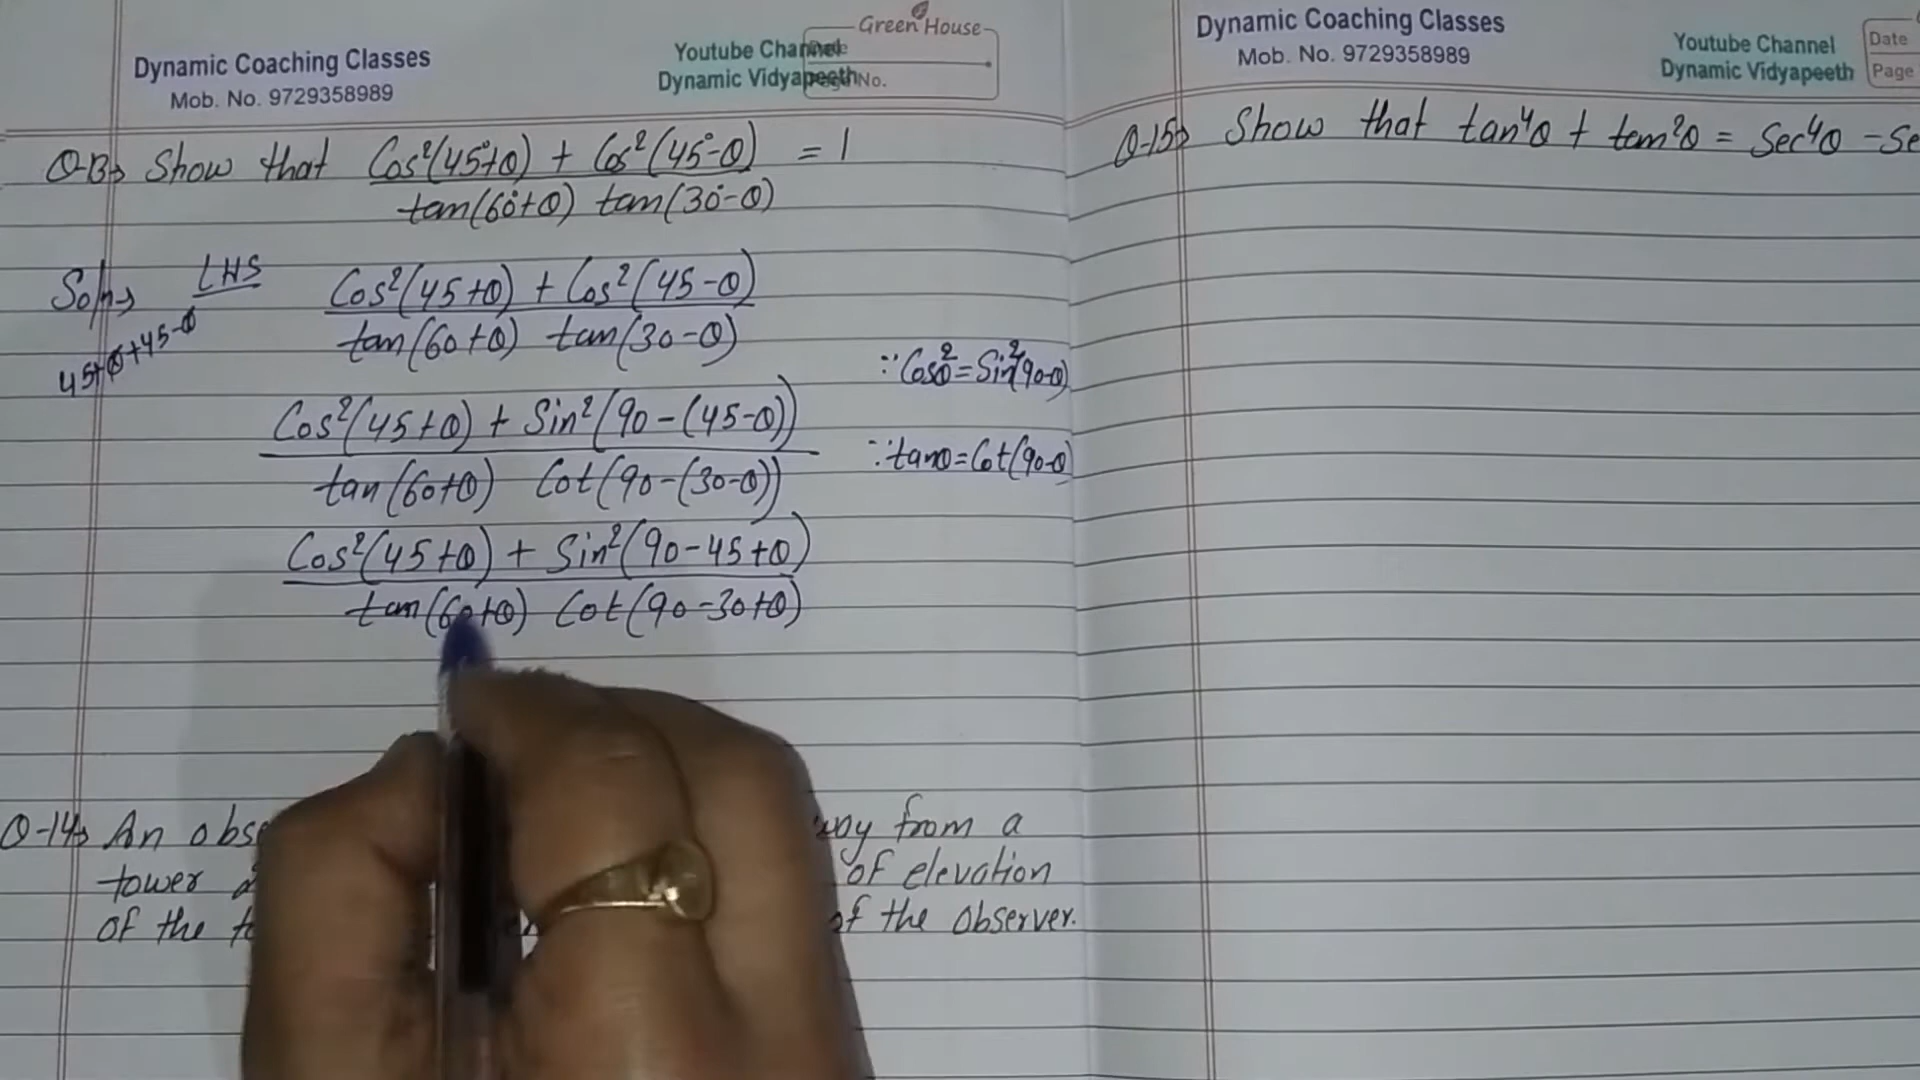 Green House
Dynamic Coaching Classes
Mob. No. 9729358989
Youtube Channel
Dynamic Vidyapeeth
No.
Q-13→ Show that Cos²(45°+θ) + Cos²(45°-θ) = 1
tan(60°+θ) tan(30°-θ)
Soln→ LHS Cos²(45+θ) + Cos²(45-θ)
tan(60+θ) tan(30-θ)
45+θ+45-θ
∵ Cos²θ = Sin²(90-θ)
Cos²(45+θ) + Sin²(90-(45-θ))
tan(60+θ) Cot(90-(30-θ))
∵ tanθ = Cot(90-θ)
Cos²(45+θ) + Sin²(90-45+θ)
tan(60+θ) Cot(90-30+θ)
Q-14→ An obs from a
tower of elevation
of the of the observer.
Dynamic Coaching Classes
Mob. No. 9729358989
Youtube Channel
Dynamic Vidyapeeth
Date
Page
Q-15→ Show that tan⁴θ + tan²θ = Sec⁴θ - Se